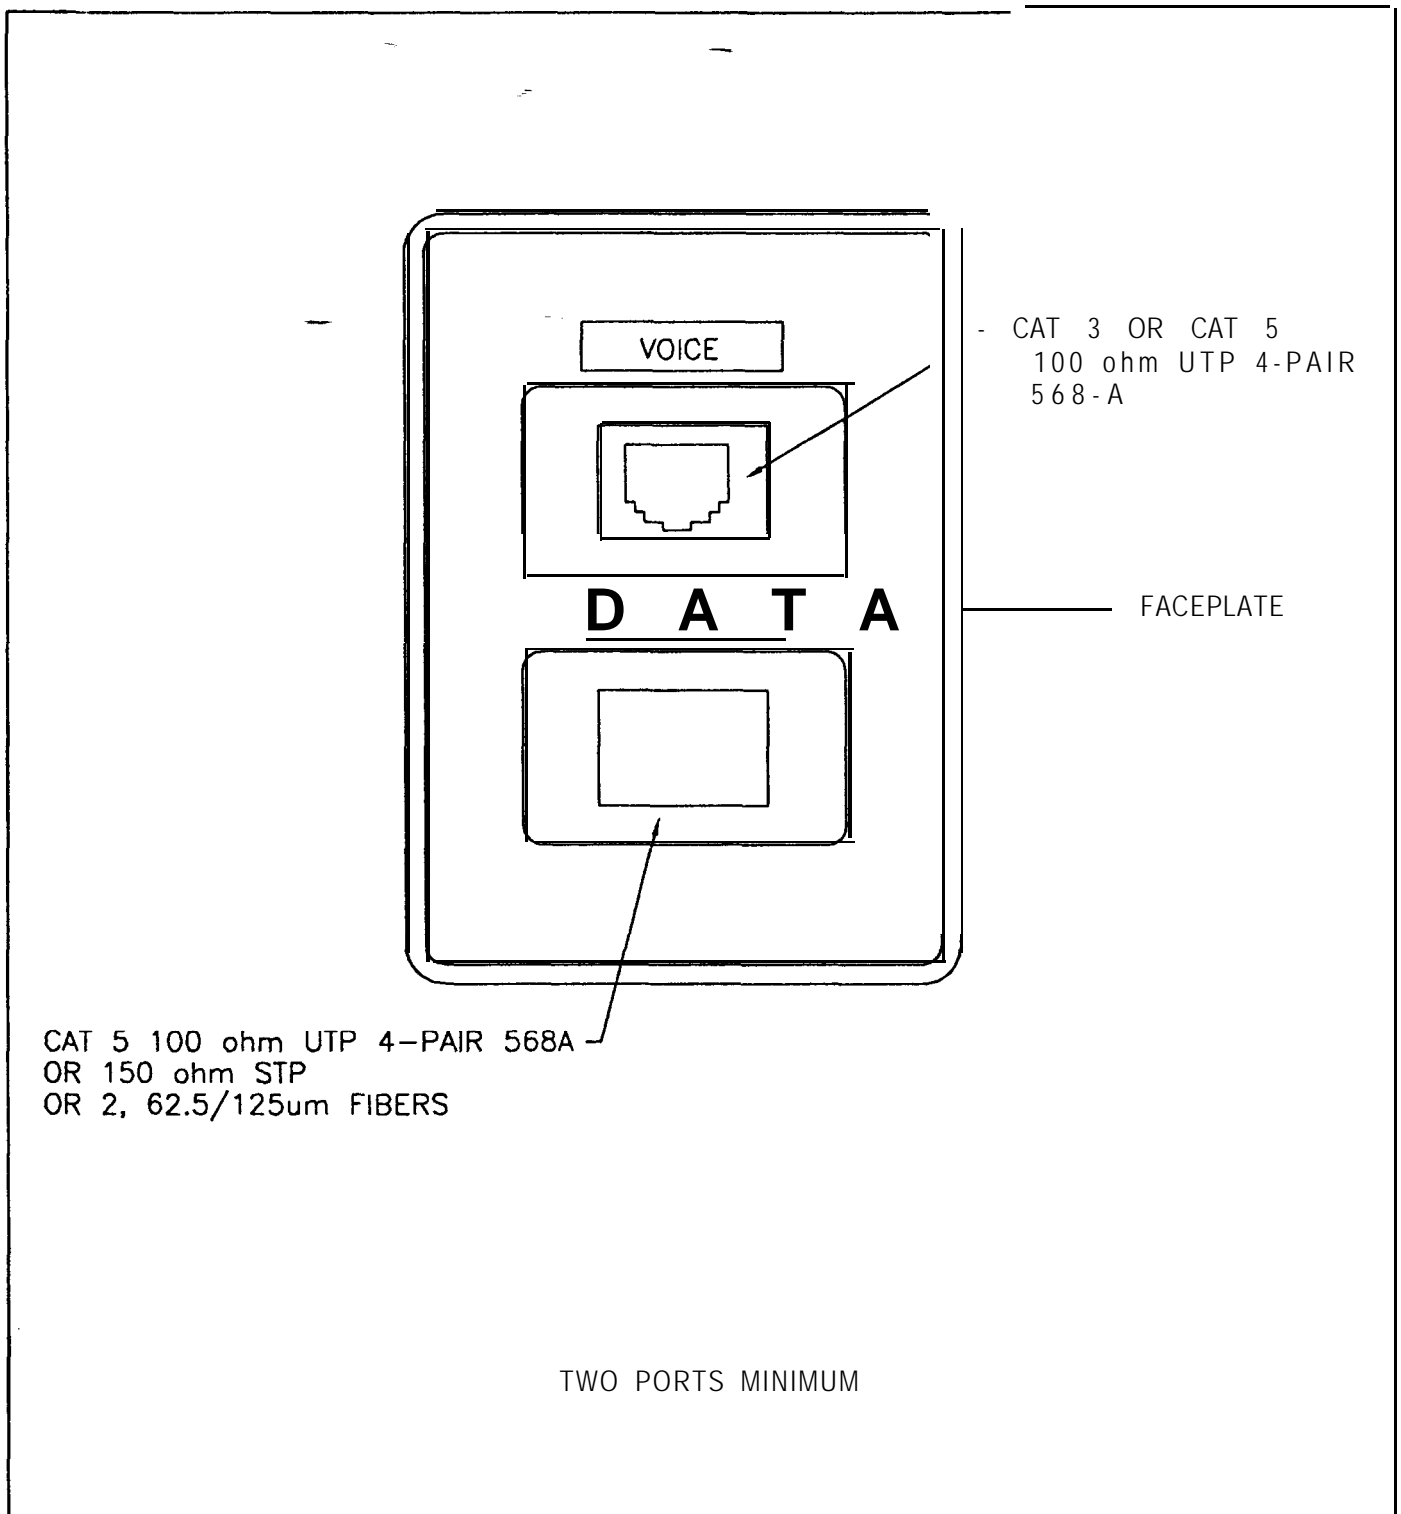 VOICE
- CAT 3 OR CAT 5
100 ohm UTP 4-PAIR
568-A
DATA
FACEPLATE
CAT 5 100 ohm UTP 4-PAIR 568A
OR 150 ohm STP
OR 2, 62.5/125um FIBERS
TWO PORTS MINIMUM